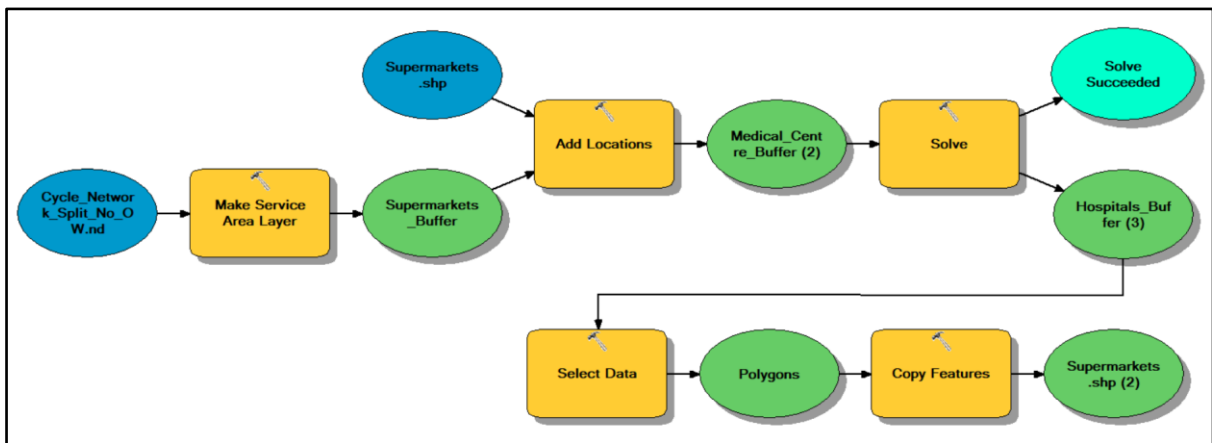 Supermarkets
.shp
Solve
Succeeded
Add Locations
Medical_Cent
re_Buffer (2)
Solve
Cycle_Networ
k_Split_No_O
W.nd
Make Service
Area Layer
Supermarkets
_Buffer
Hospitals_Buf
fer (3)
Select Data
Polygons
Copy Features
Supermarkets
.shp (2)